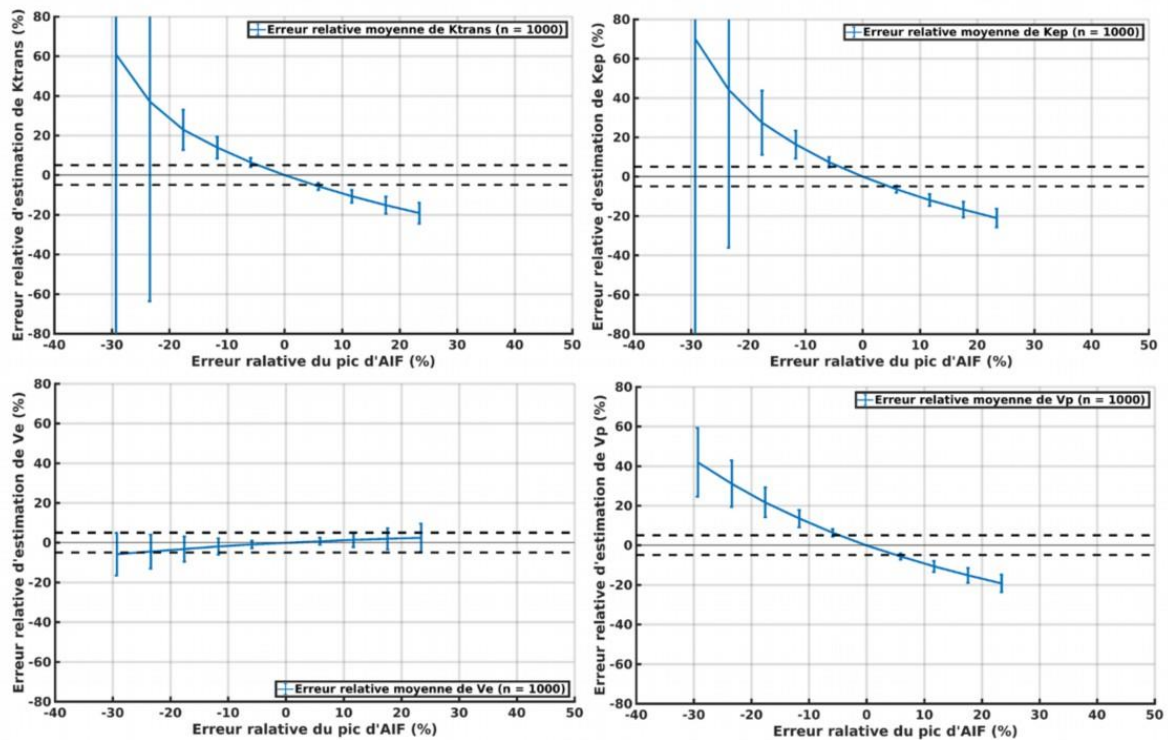 Erreur relative d'estimation de Ktrans (%)
80
60
40
20
0
-20
-40
-60
-80
Erreur relative moyenne de Ktrans (n = 1000)
-40 -30 -20 -10 0 10 20 30 40 50
Erreur ralative du pic d'AIF (%)
Erreur relative d'estimation de Kep (%)
80
60
40
20
0
-20
-40
-60
-80
Erreur relative moyenne de Kep (n = 1000)
-40 -30 -20 -10 0 10 20 30 40 50
Erreur ralative du pic d'AIF (%)
Erreur relative d'estimation de Ve (%)
80
60
40
20
0
-20
-40
-60
-80
Erreur relative moyenne de Ve (n = 1000)
-40 -30 -20 -10 0 10 20 30 40 50
Erreur ralative du pic d'AIF (%)
Erreur relative d'estimation de Vp (%)
80
60
40
20
0
-20
-40
-60
-80
Erreur relative moyenne de Vp (n = 1000)
-40 -30 -20 -10 0 10 20 30 40 50
Erreur ralative du pic d'AIF (%)